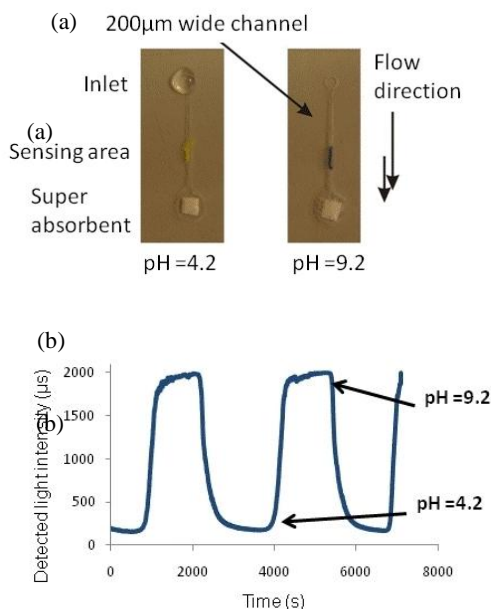 (a)
200µm wide channel
Inlet
Flow
direction
(a)
Sensing area
Super
absorbent
pH =4.2
pH =9.2
(b)
Detected light intensity (µs)
2000
1500
1000
500
0
(b)
pH=9.2
pH=4.2
0
2000
4000
6000
8000
Time (s)